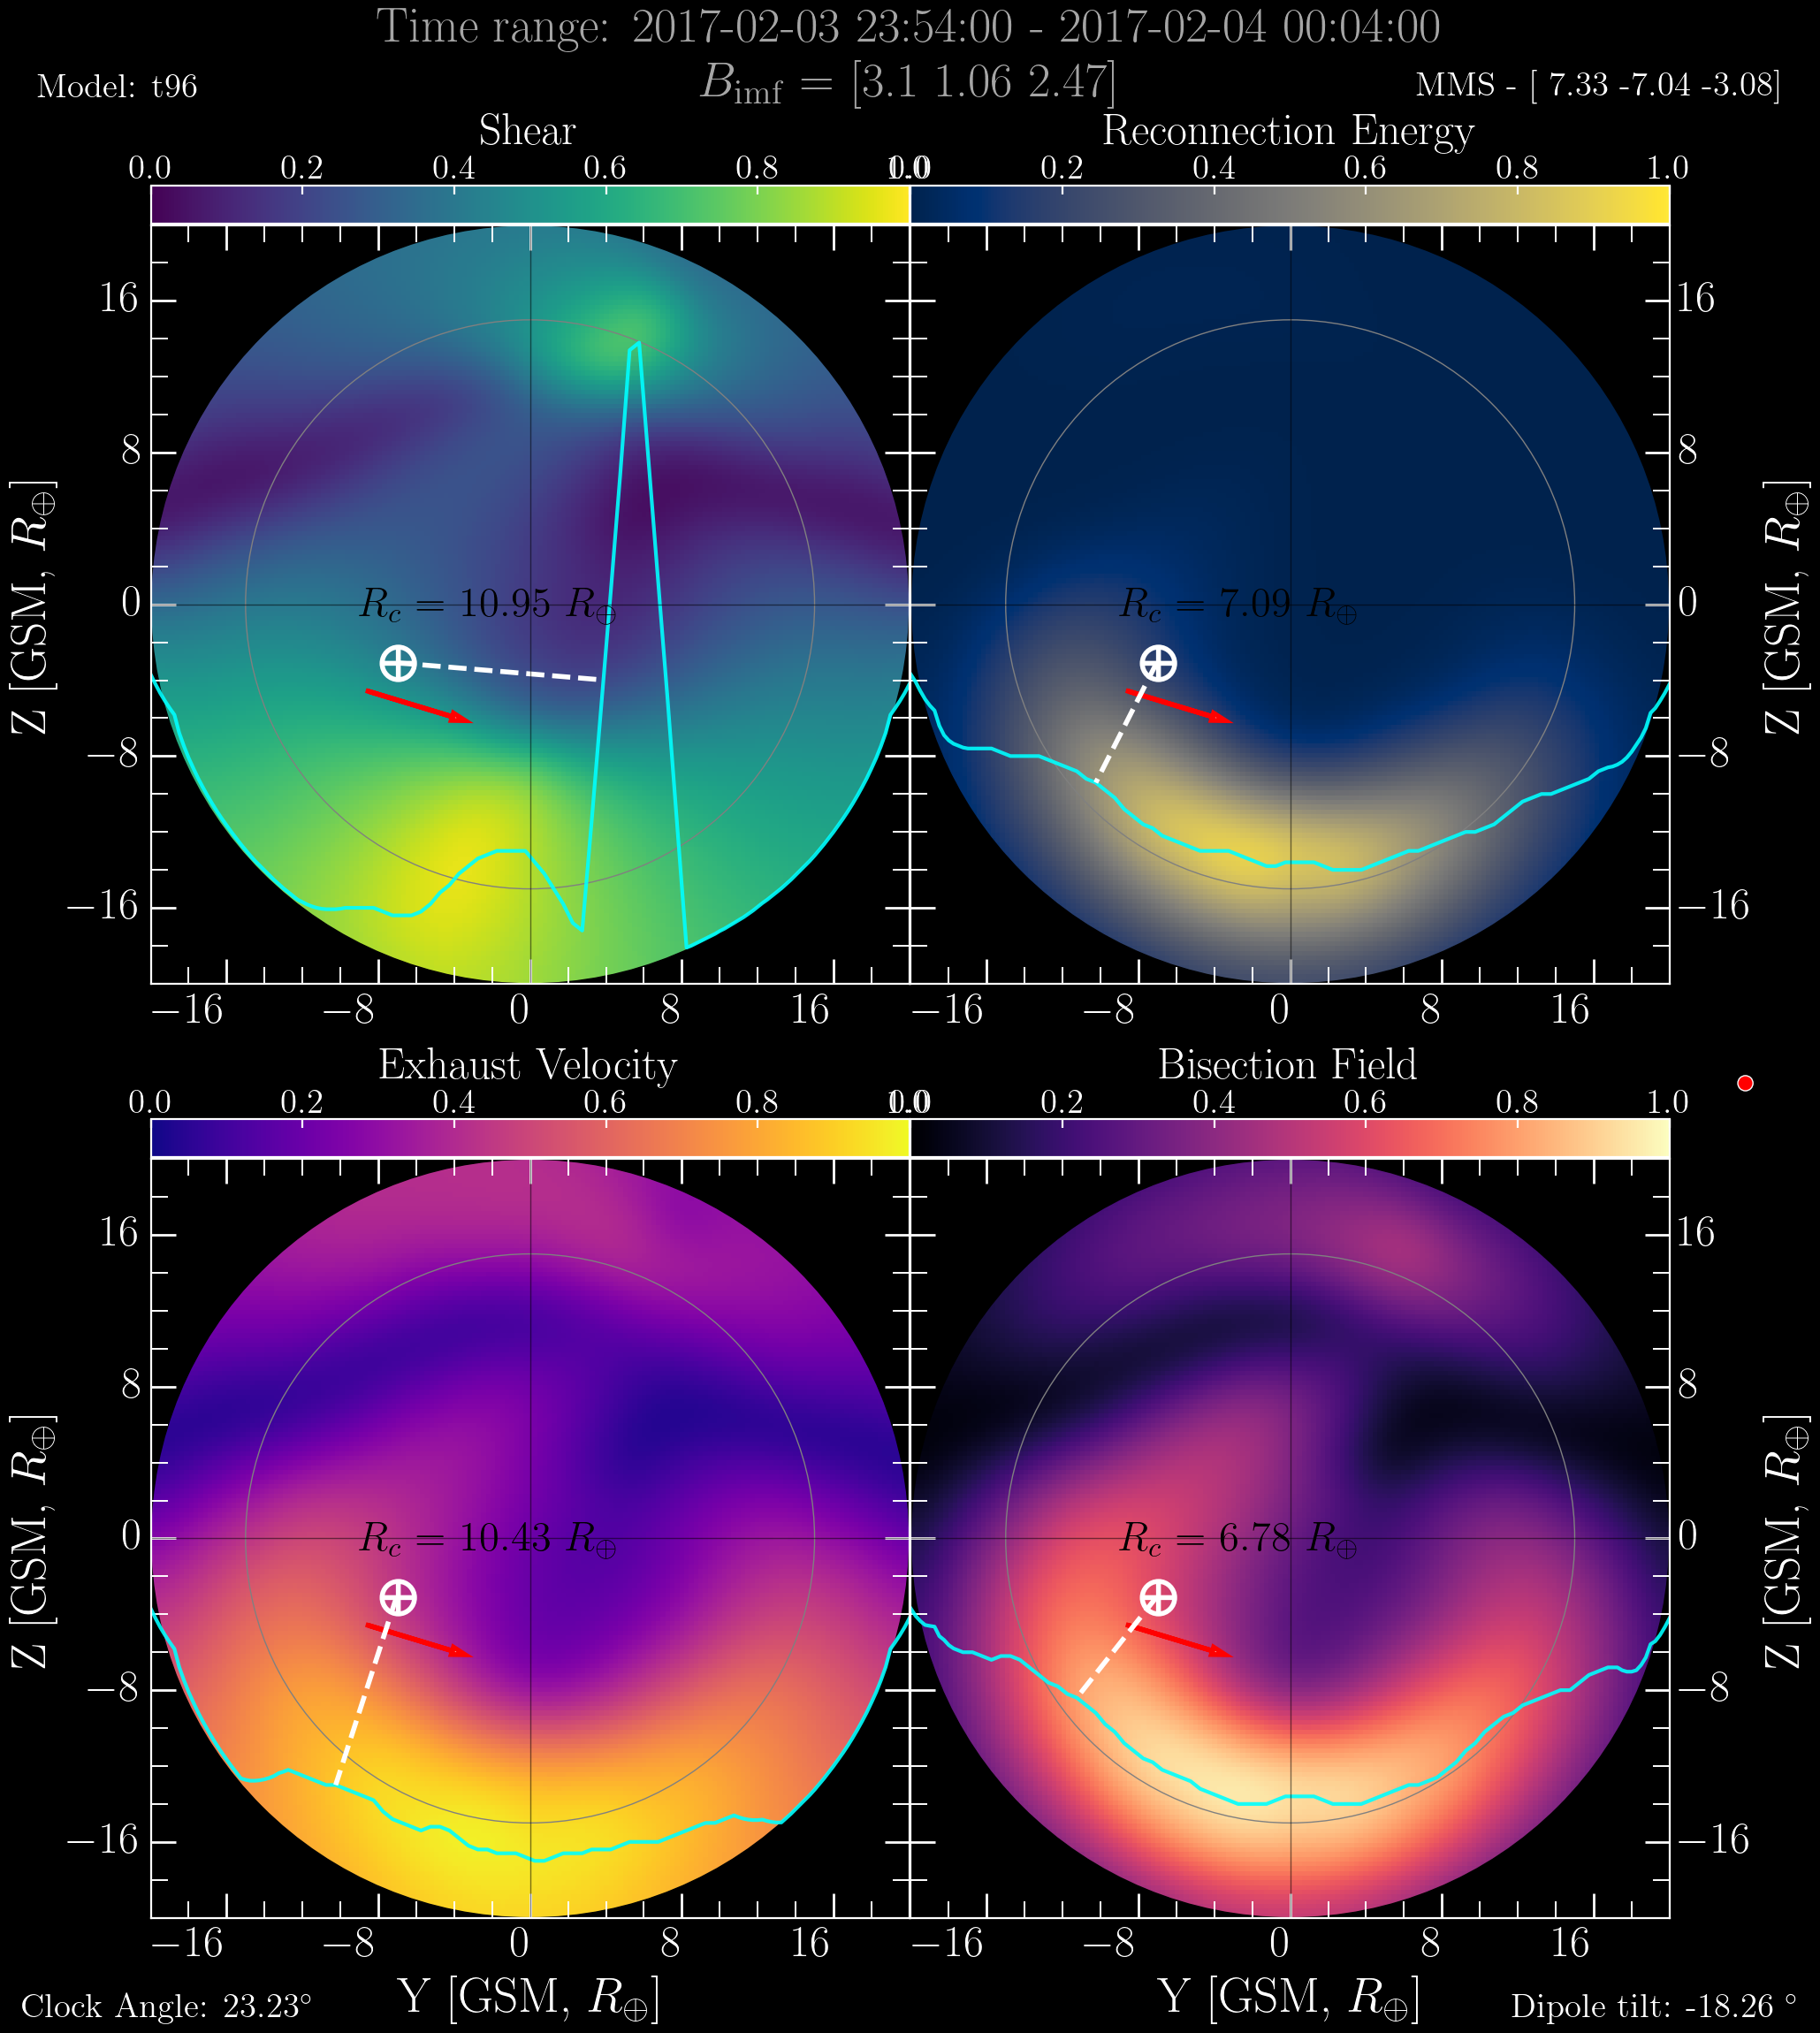 Time range: 2017-02-03 23:54:00 - 2017-02-04 00:04:00
Model: t96
B_imf = [3.1 1.06 2.47]
MMS - [ 7.33 -7.04 -3.08]
Shear
Reconnection Energy
0.0 0.2 0.4 0.6 0.8 1.0
0.0 0.2 0.4 0.6 0.8 1.0
16
8
0
−8
−16
Z [GSM, R⊕]
R_c = 10.95 R⊕
R_c = 7.09 R⊕
16
8
0
−8
−16
Z [GSM, R⊕]
−16 −8 0 8 16
−16 −8 0 8 16
Exhaust Velocity
Bisection Field
0.0 0.2 0.4 0.6 0.8 1.0
0.0 0.2 0.4 0.6 0.8 1.0
16
8
0
−8
−16
Z [GSM, R⊕]
R_c = 10.43 R⊕
R_c = 6.78 R⊕
16
8
0
−8
−16
Z [GSM, R⊕]
−16 −8 0 8 16
−16 −8 0 8 16
Y [GSM, R⊕]
Y [GSM, R⊕]
Clock Angle: 23.23°
Dipole tilt: -18.26 °